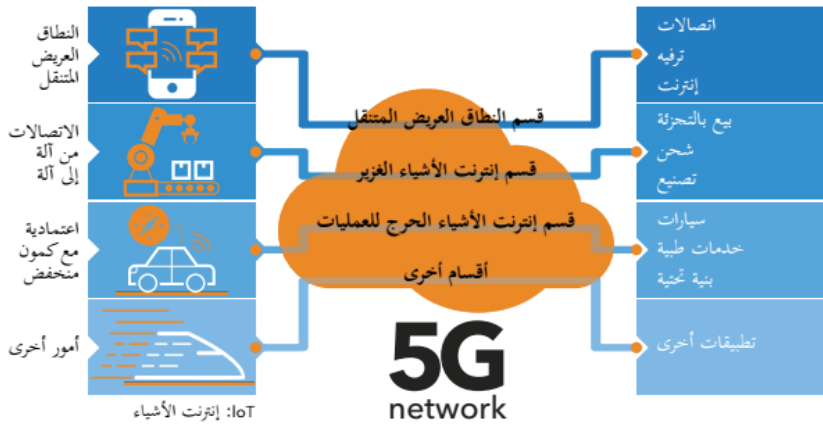 النطاق
العريض
المتنقل
قسم النطاق العريض المتنقل
اتصالات
ترفيه
إنترنت
الاتصالات
من آلة
إلى آلة
قسم إنترنت الأشياء الغزير
بيع بالتجزئة
شحن
تصنيع
اعتمادية
مع كمون
منخفض
قسم إنترنت الأشياء الحرج للعمليات
سيارات
خدمات طبية
بنية تحتية
أمور أخرى
أقسام أخرى
تطبيقات أخرى
5G
network
IoT: إنترنت الأشياء